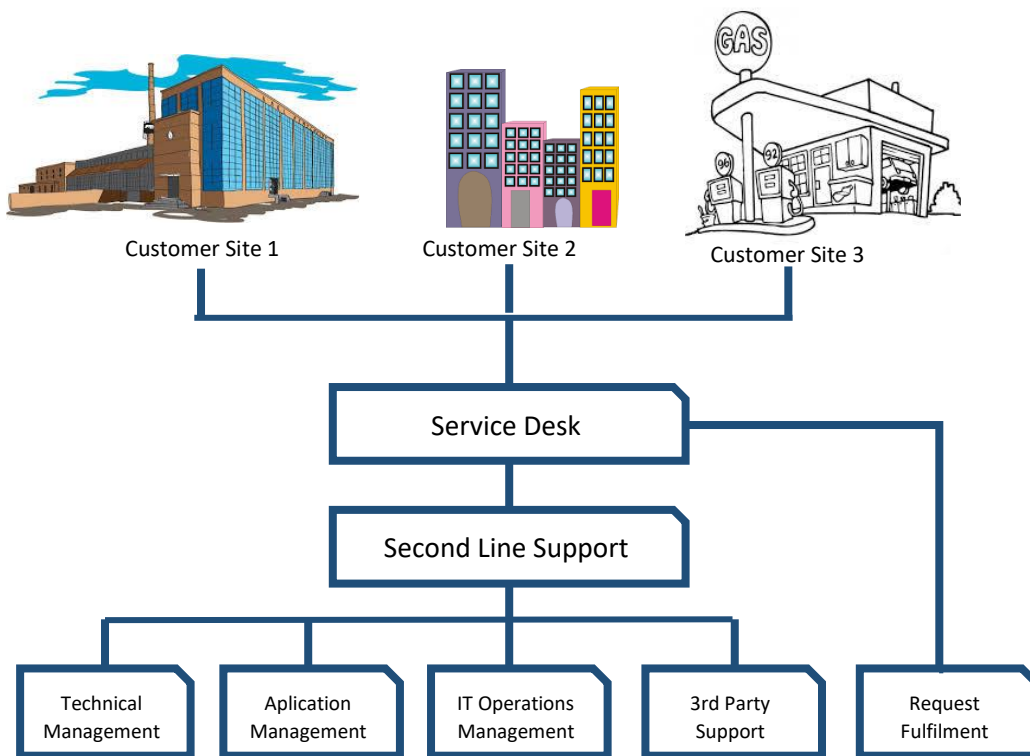 GAS
96
92
Customer Site 1
Customer Site 2
Customer Site 3
Service Desk
Second Line Support
Technical
Management
Aplication
Management
IT Operations
Management
3rd Party
Support
Request
Fulfilment